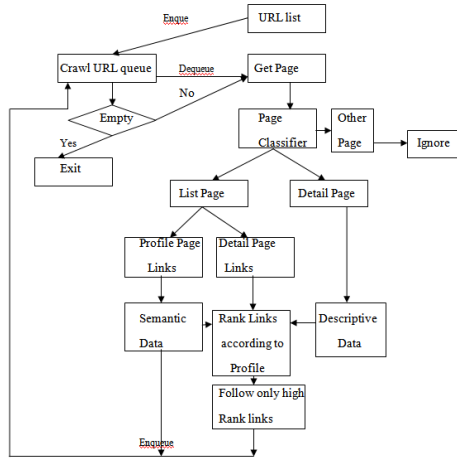 Enque
URL list
Crawl URL queue
Dequeue
Get Page
No
Empty
Page
Classifier
Other
Page
Ignore
Yes
Exit
List Page
Detail Page
Profile Page
Links
Detail Page
Links
Semantic
Data
Rank Links
according to
Profile
Descriptive
Data
Follow only high
Rank links
Enqueue